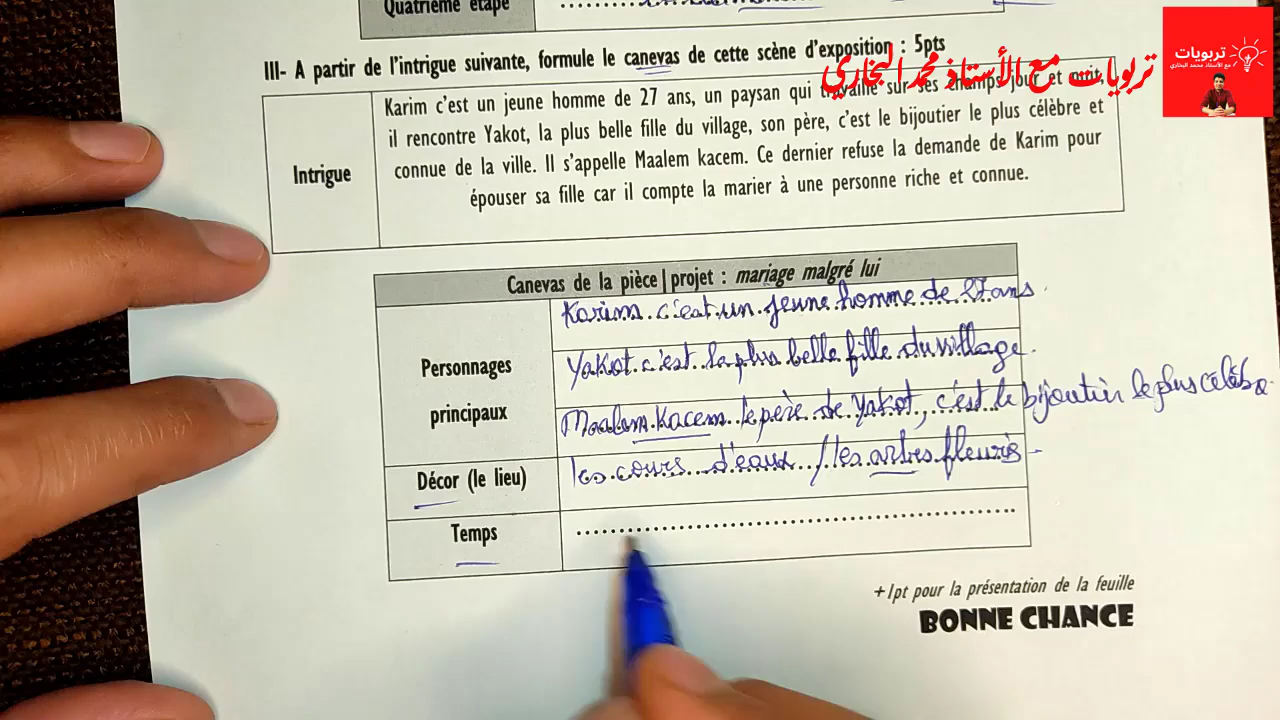 Quatrième étape
III- A partir de l'intrigue suivante, formule le canevas de cette scène d'exposition : 5pts
تربويات مع الأستاذ محمد البخاري
تربويات
مع الأستاذ محمد البخاري
Intrigue
Karim c'est un jeune homme de 27 ans, un paysan qui travaille sur ses champs jour et nuit,
il rencontre Yakot, la plus belle fille du village, son père, c'est le bijoutier le plus célèbre et
connue de la ville. Il s'appelle Maalem kacem. Ce dernier refuse la demande de Karim pour
épouser sa fille car il compte la marier à une personne riche et connue.
Canevas de la pièce | projet : mariage malgré lui
Personnages
principaux
Karim c'est un jeune homme de 27 ans
Yakot c'est la plus belle fille du village.
Maalem Kacem le père de Yakot, c'est le bijoutier le plus célèbre
Décor (le lieu)
les cours d'eaux / les arbres fleuris
Temps
+1pt pour la présentation de la feuille
BONNE CHANCE